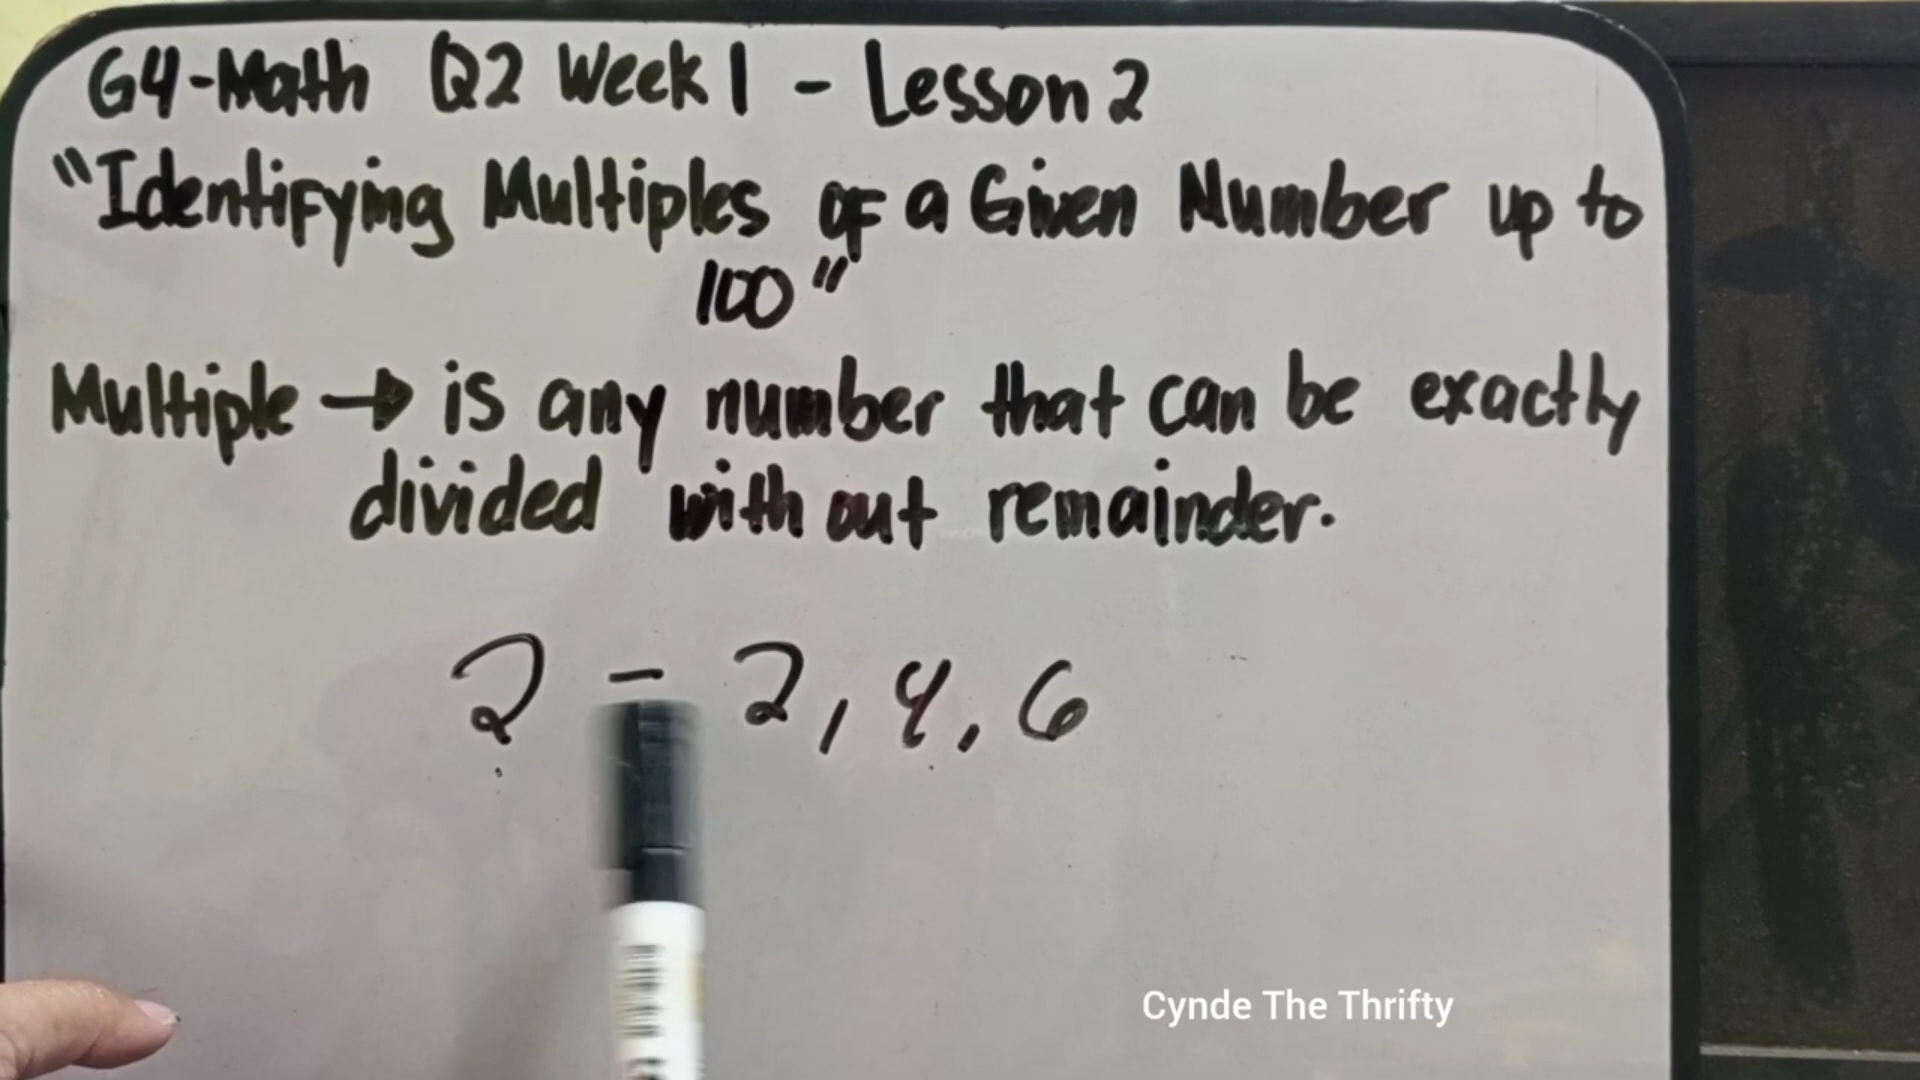 G4-Math Q2 Week 1 - Lesson 2
"Identifying Multiples of a Given Number up to
100"
Multiple → is any number that can be exactly
divided with out remainder.
2 - 2, 4, 6
Cynde The Thrifty